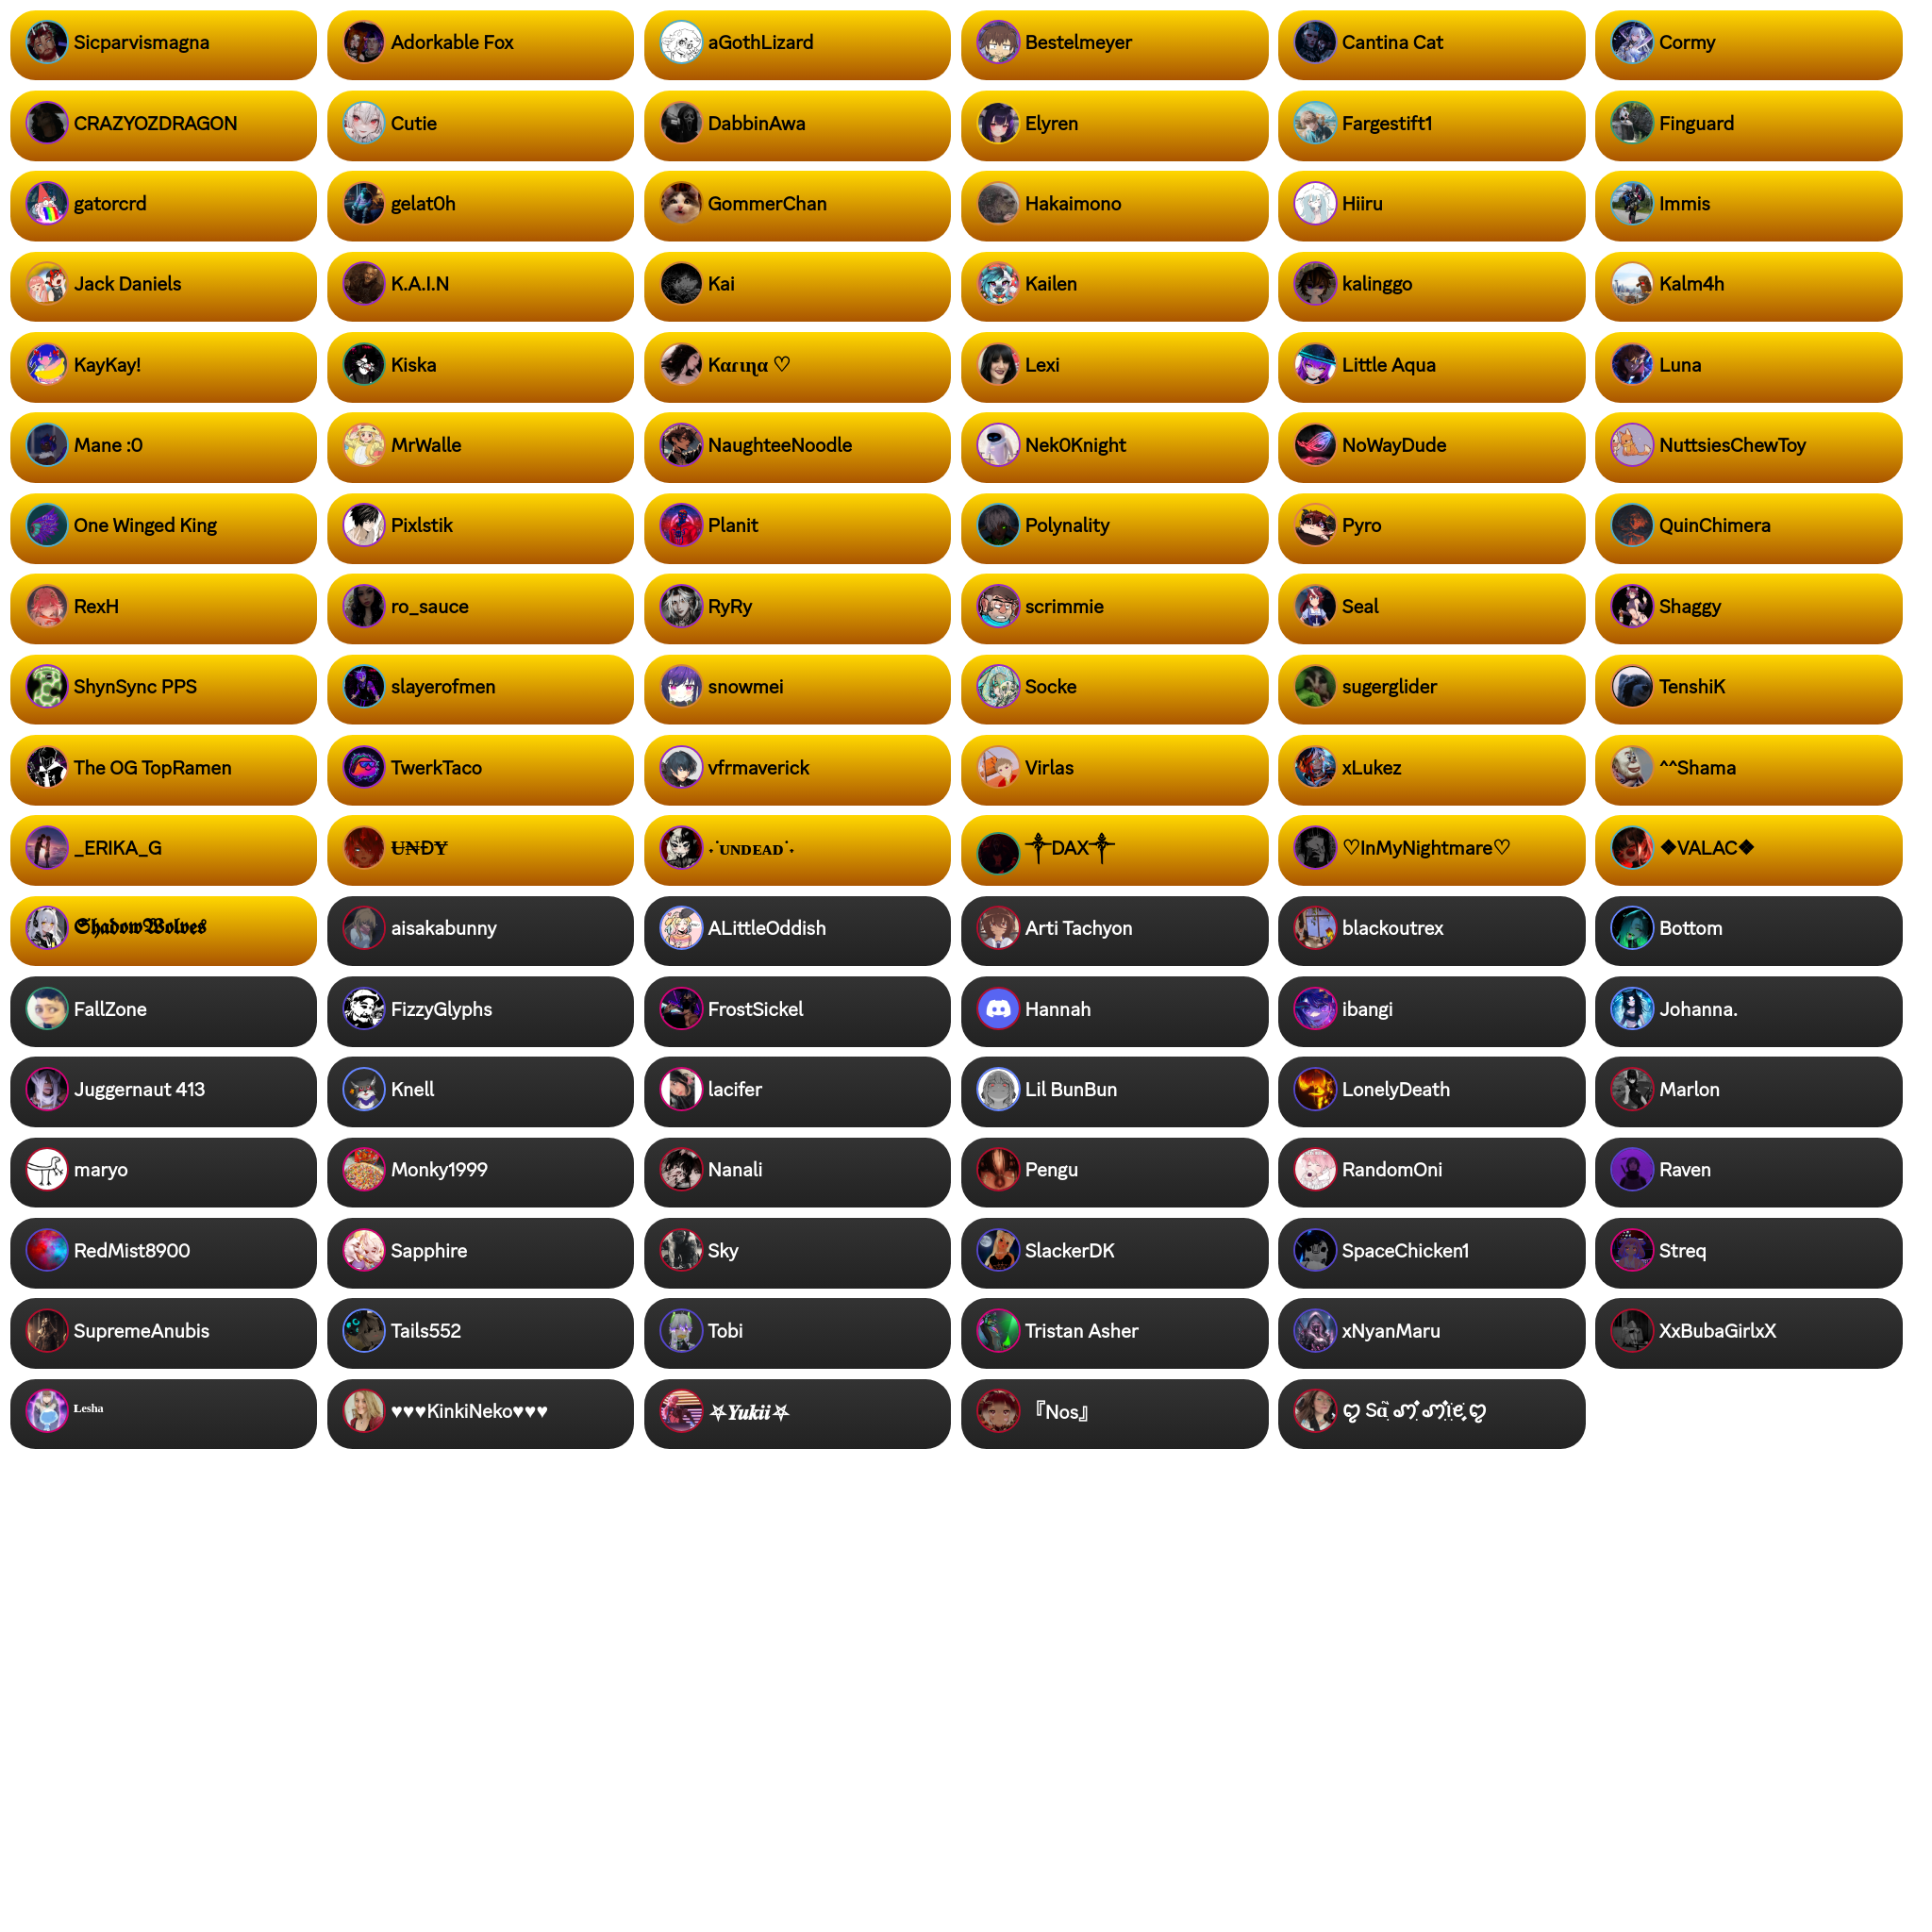 Sicparvismagna
Adorkable Fox
aGothLizard
Bestelmeyer
Cantina Cat
Cormy
CRAZYOZDRAGON
Cutie
DabbinAwa
Elyren
Fargestift1
Finguard
gatorcrd
gelat0h
GommerChan
Hakaimono
Hiiru
Immis
Jack Daniels
K.A.I.N
Kai
Kailen
kalinggo
Kalm4h
KayKay!
Kiska
Kαɾιɳα ♡
Lexi
Little Aqua
Luna
Mane :0
MrWalle
NaughteeNoodle
Nek0Knight
NoWayDude
NuttsiesChewToy
One Winged King
Pixlstik
Planit
Polynality
Pyro
QuinChimera
RexH
ro_sauce
RyRy
scrimmie
Seal
Shaggy
ShynSync PPS
slayerofmen
snowmei
Socke
sugerglider
TenshiK
The OG TopRamen
TwerkTaco
vfrmaverick
Virlas
xLukez
^^Shama
_ERIKA_G
U̶₦ĐɎ
˓˙ᴜɴᴅᴇᴀᴅ˙˓
⸸DAX⸸
♡InMyNightmare♡
❖VALAC❖
𝕾𝖍𝖆𝖉𝖔𝖜𝖂𝖔𝖑𝖛𝖊𝖘
aisakabunny
ALittleOddish
Arti Tachyon
blackoutrex
Bottom
FallZone
FizzyGlyphs
FrostSickel
Hannah
ibangi
Johanna.
Juggernaut 413
Knell
lacifer
Lil BunBun
LonelyDeath
Marlon
maryo
Monky1999
Nanali
Pengu
RandomOni
Raven
RedMist8900
Sapphire
Sky
SlackerDK
SpaceChicken1
Streq
SupremeAnubis
Tails552
Tobi
Tristan Asher
xNyanMaru
XxBubaGirlxX
ᴸᵉˢʰᵃ
♥♥♥KinkiNeko♥♥♥
⛧𝒀𝒖𝒌𝒊𝒊⛧
『Nos』